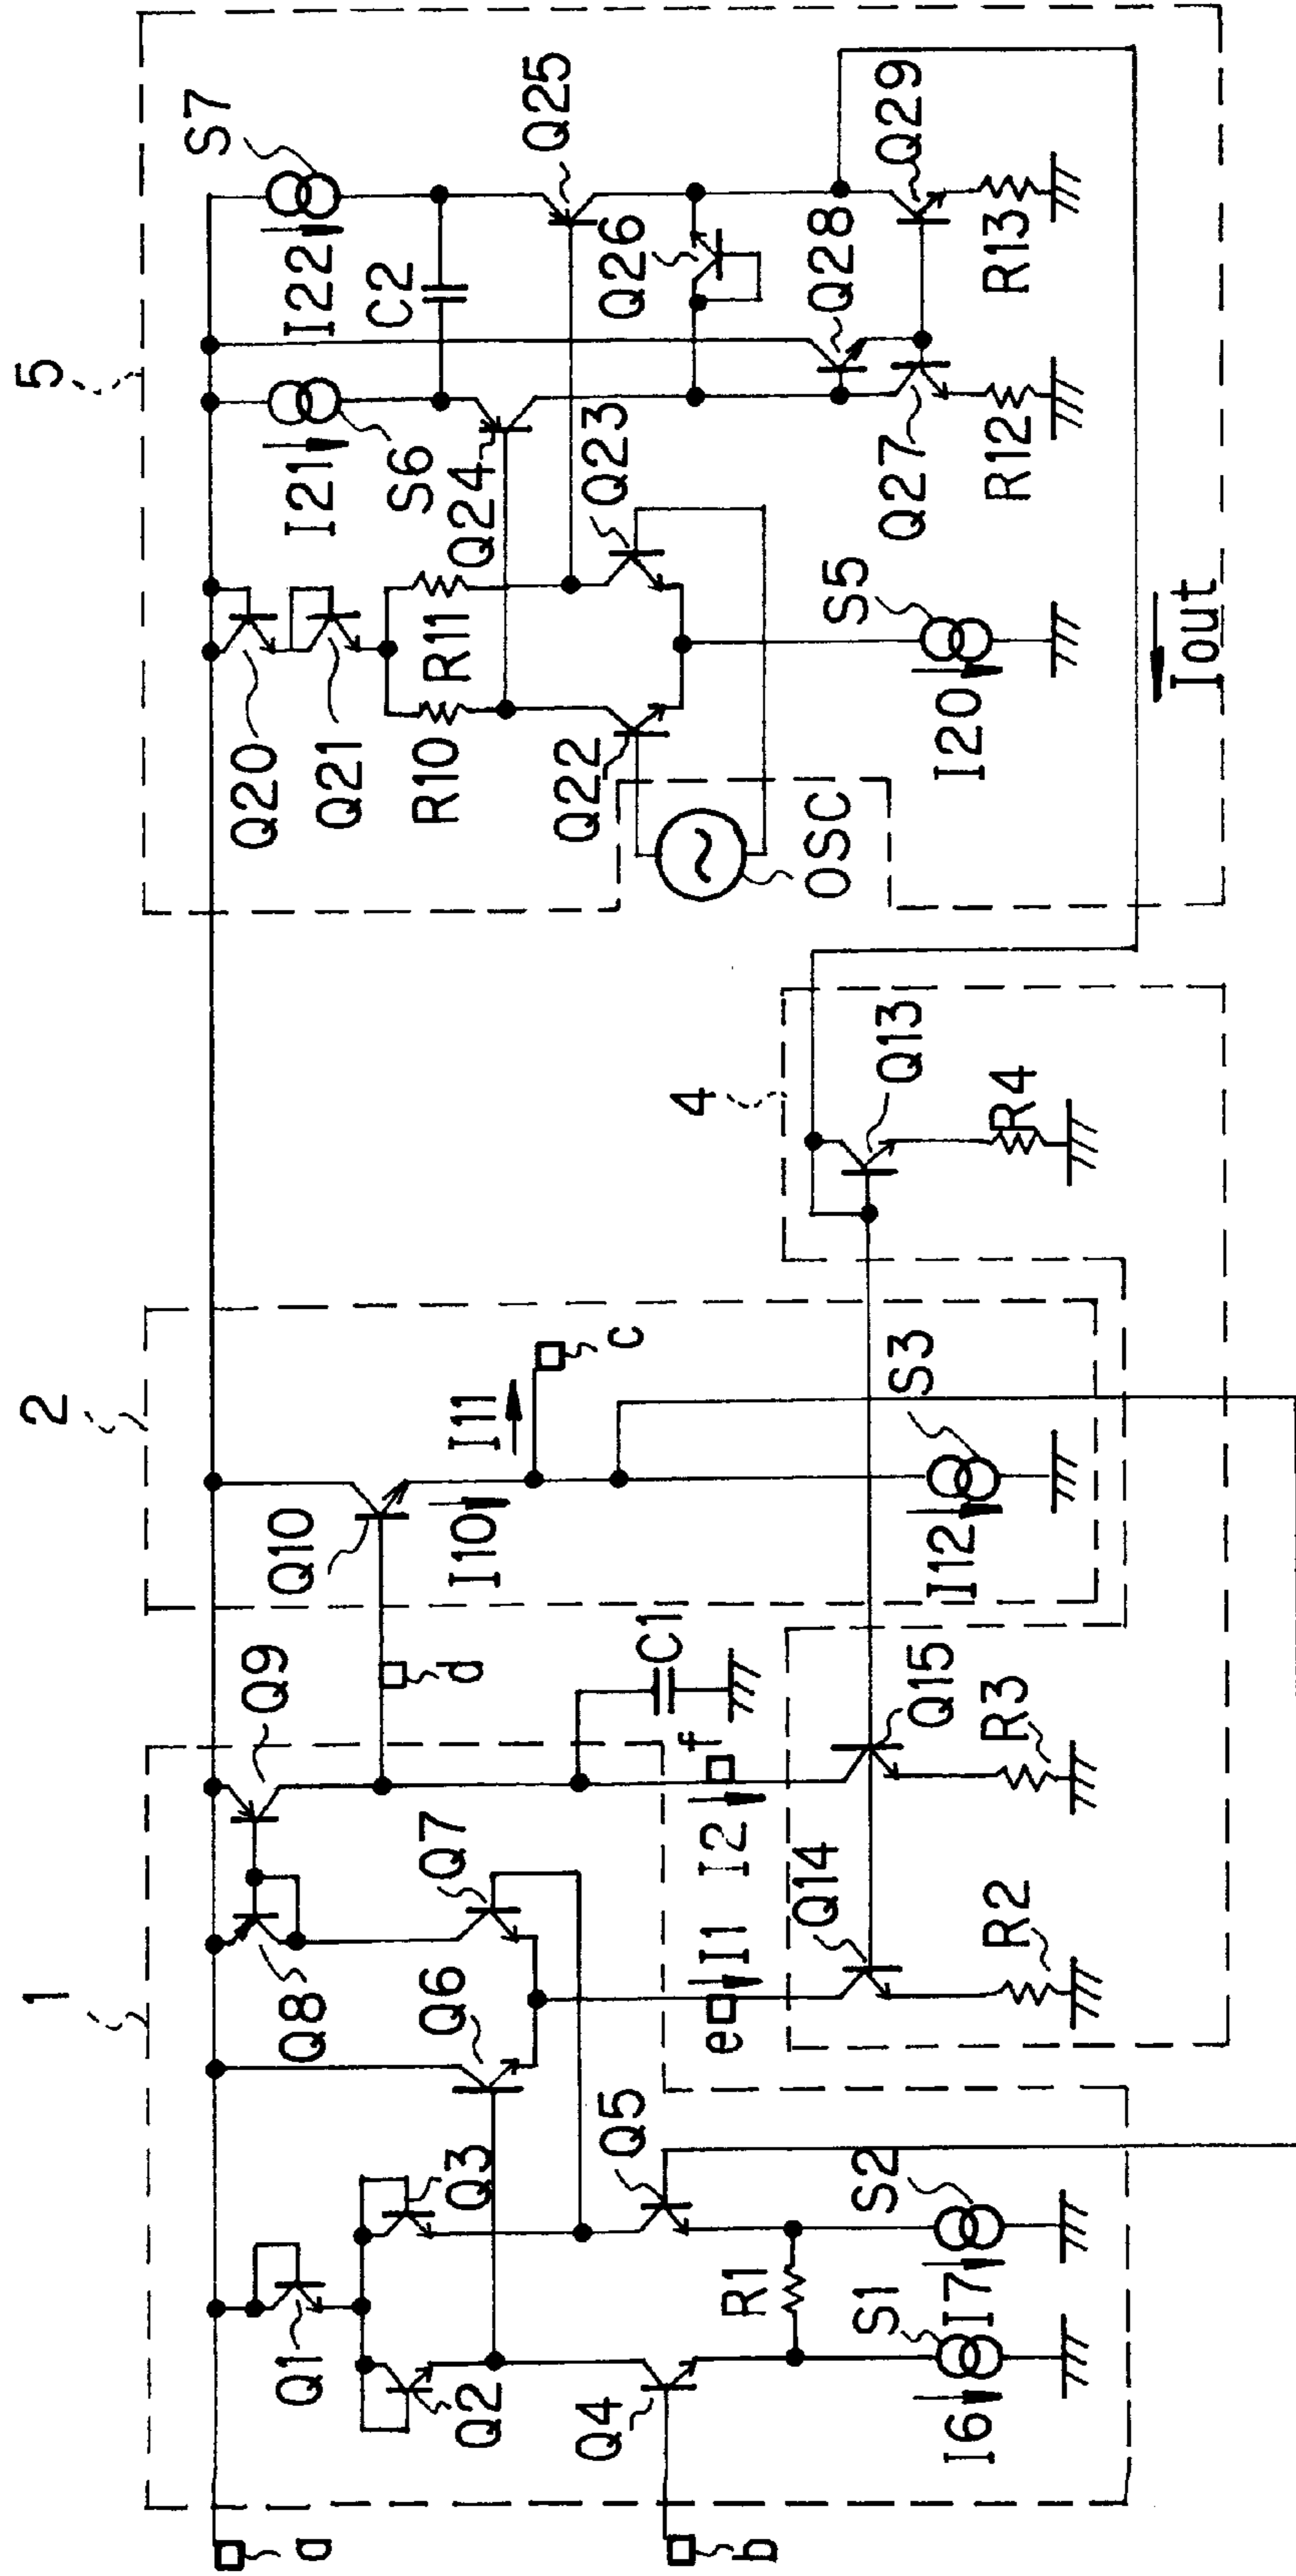 1
2
5
4
a
b
c
d
e
f
Q1
Q2
Q3
Q4
Q5
Q6
Q7
Q8
Q9
Q10
R1
S1
S2
I6
I7
I1
I2
C1
I10
I11
I12
S3
Q14
Q15
R2
R3
Q13
R4
Q20
Q21
R10
R11
Q22
Q23
OSC
S5
I20
I21
S6
Q24
C2
I22
S7
Q25
Q26
Q28
Q27
Q29
R12
R13
Iout